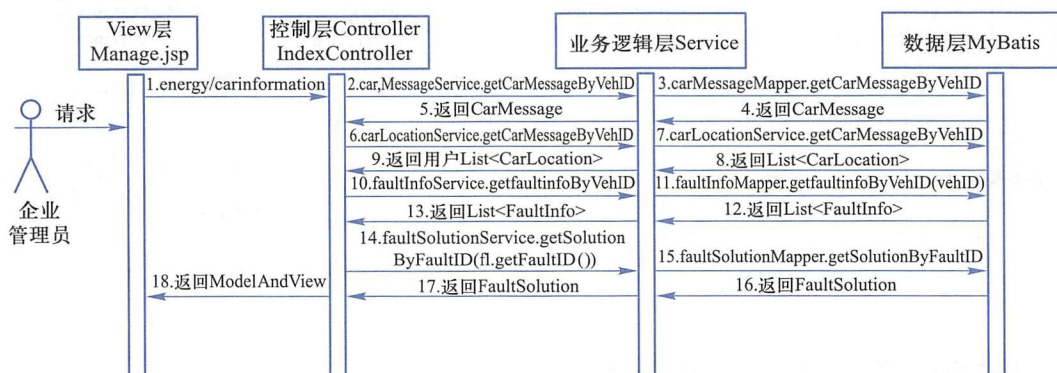 View层
Manage.jsp
控制层Controller
IndexController
业务逻辑层Service
数据层MyBatis
请求
企业
管理员
1.energy/carinformation
2.car,MessageService.getCarMessageByVehID
3.carMessageMapper.getCarMessageByVehID
5.返回CarMessage
4.返回CarMessage
6.carLocationService.getCarMessageByVehID
7.carLocationService.getCarMessageByVehID
9.返回用户List<CarLocation>
8.返回List<CarLocation>
10.faultInfoService.getfaultinfoByVehID
11.faultInfoMapper.getfaultinfoByVehID(vehID)
13.返回List<FaultInfo>
12.返回List<FaultInfo>
14.faultSolutionService.getSolution
ByFaultID(fl.getFaultID())
15.faultSolutionMapper.getSolutionByFaultID
18.返回ModelAndView
17.返回FaultSolution
16.返回FaultSolution